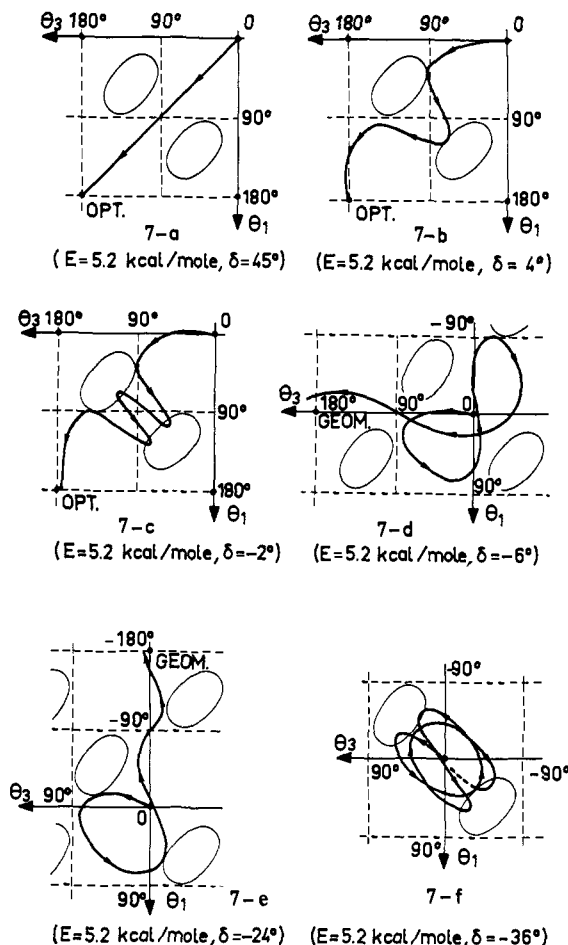 θ₃ 180° 90° 0
90°
180°
OPT.
θ₁
7-a
(E=5.2 kcal/mole, δ=45°)
θ₃ 180° 90° 0
90°
180°
OPT.
θ₁
7-b
(E=5.2 kcal/mole, δ= 4°)
θ₃ 180° 90° 0
90°
180°
OPT.
θ₁
7-c
(E=5.2 kcal/mole, δ=-2°)
-90°
θ₃
180° 90° 0
GEOM.
90°
θ₁
7-d
(E=5.2 kcal/mole, δ=-6°)
-180°
GEOM.
-90°
θ₃ 90°
0
90° θ₁
7-e
(E=5.2 kcal/mole, δ=-24°)
-90°
θ₃
90° 0 -90°
90° θ₁
7-f
(E=5.2 kcal/mole, δ=-36°)